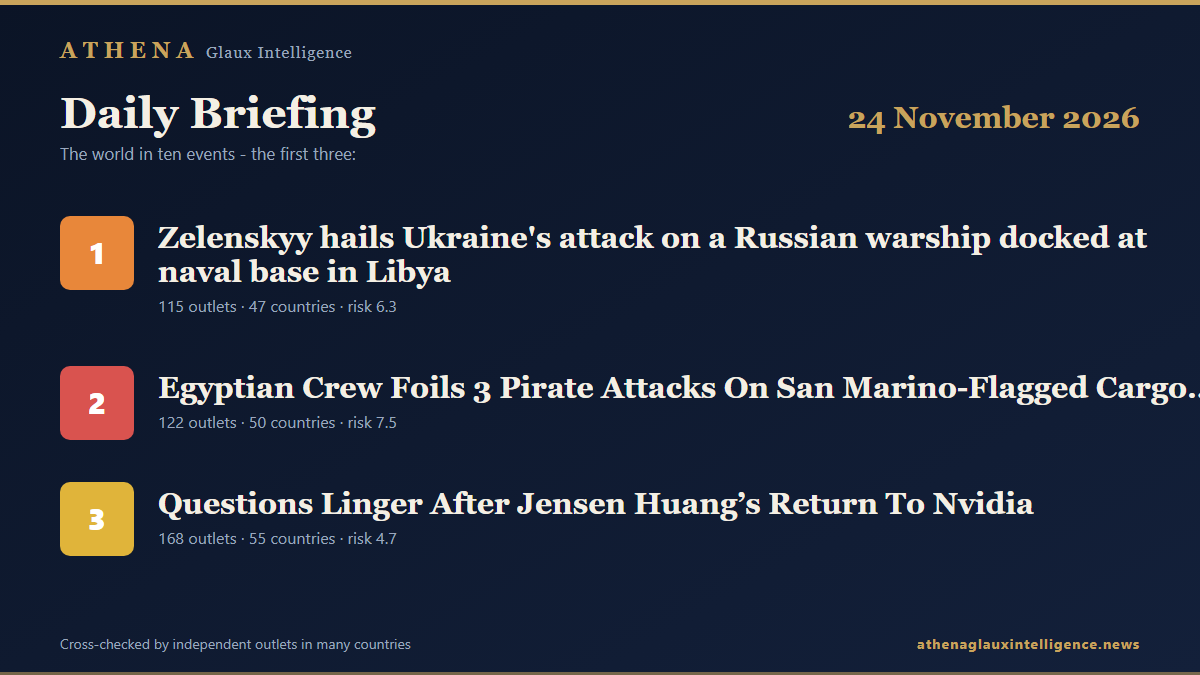 ATHENA Glaux Intelligence
Daily Briefing
24 November 2026
The world in ten events - the first three:
1
Zelenskyy hails Ukraine's attack on a Russian warship docked at
naval base in Libya
115 outlets · 47 countries · risk 6.3
2
Egyptian Crew Foils 3 Pirate Attacks On San Marino-Flagged Cargo...
122 outlets · 50 countries · risk 7.5
3
Questions Linger After Jensen Huang’s Return To Nvidia
168 outlets · 55 countries · risk 4.7
Cross-checked by independent outlets in many countries
athenaglauxintelligence.news